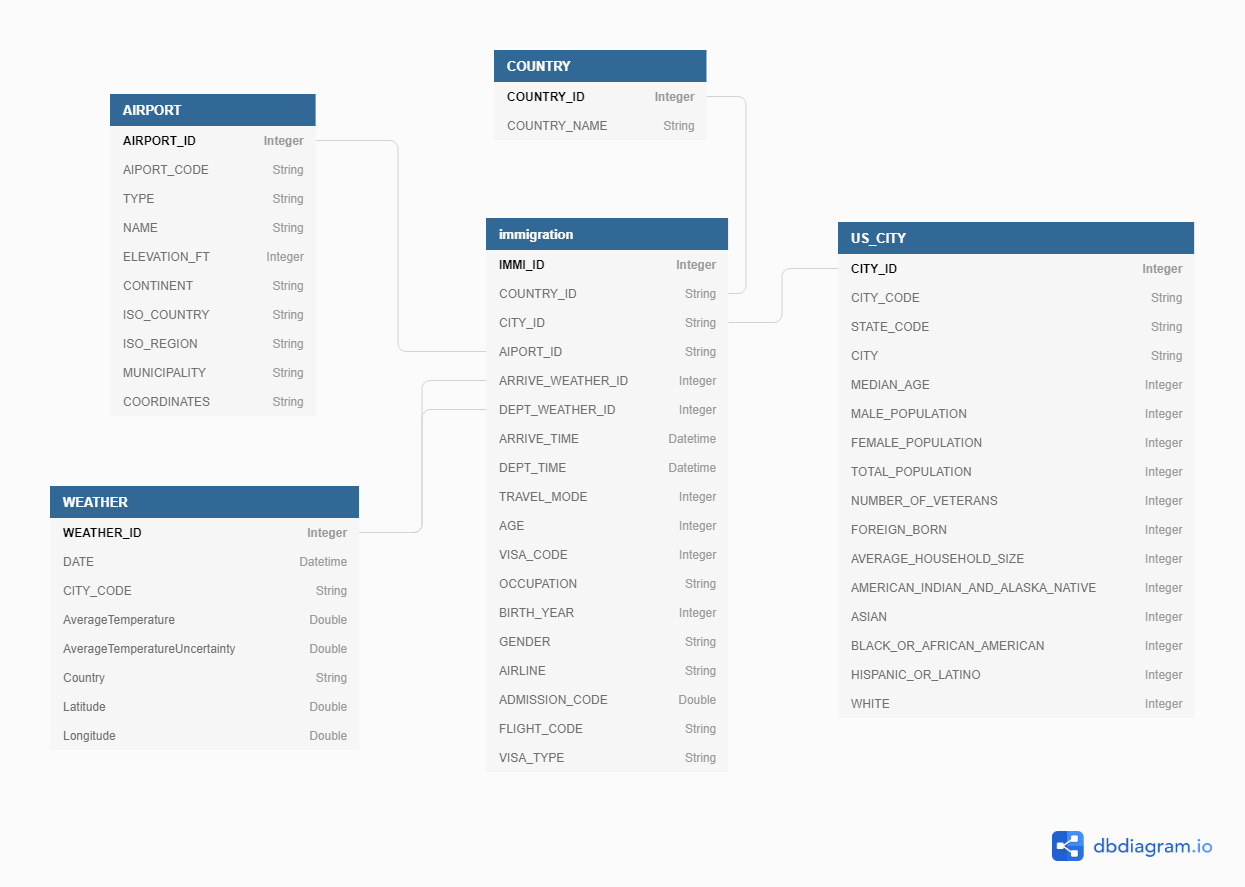 COUNTRY
COUNTRY_ID Integer
COUNTRY_NAME String
AIRPORT
AIRPORT_ID Integer
AIPORT_CODE String
TYPE String
NAME String
ELEVATION_FT Integer
CONTINENT String
ISO_COUNTRY String
ISO_REGION String
MUNICIPALITY String
COORDINATES String
immigration
IMMI_ID Integer
COUNTRY_ID String
CITY_ID String
AIPORT_ID String
ARRIVE_WEATHER_ID Integer
DEPT_WEATHER_ID Integer
ARRIVE_TIME Datetime
DEPT_TIME Datetime
TRAVEL_MODE Integer
AGE Integer
VISA_CODE Integer
OCCUPATION String
BIRTH_YEAR Integer
GENDER String
AIRLINE String
ADMISSION_CODE Double
FLIGHT_CODE String
VISA_TYPE String
US_CITY
CITY_ID Integer
CITY_CODE String
STATE_CODE String
CITY String
MEDIAN_AGE Integer
MALE_POPULATION Integer
FEMALE_POPULATION Integer
TOTAL_POPULATION Integer
NUMBER_OF_VETERANS Integer
FOREIGN_BORN Integer
AVERAGE_HOUSEHOLD_SIZE Integer
AMERICAN_INDIAN_AND_ALASKA_NATIVE Integer
ASIAN Integer
BLACK_OR_AFRICAN_AMERICAN Integer
HISPANIC_OR_LATINO Integer
WHITE Integer
WEATHER
WEATHER_ID Integer
DATE Datetime
CITY_CODE String
AverageTemperature Double
AverageTemperatureUncertainty Double
Country String
Latitude Double
Longitude Double
dbdiagram.io